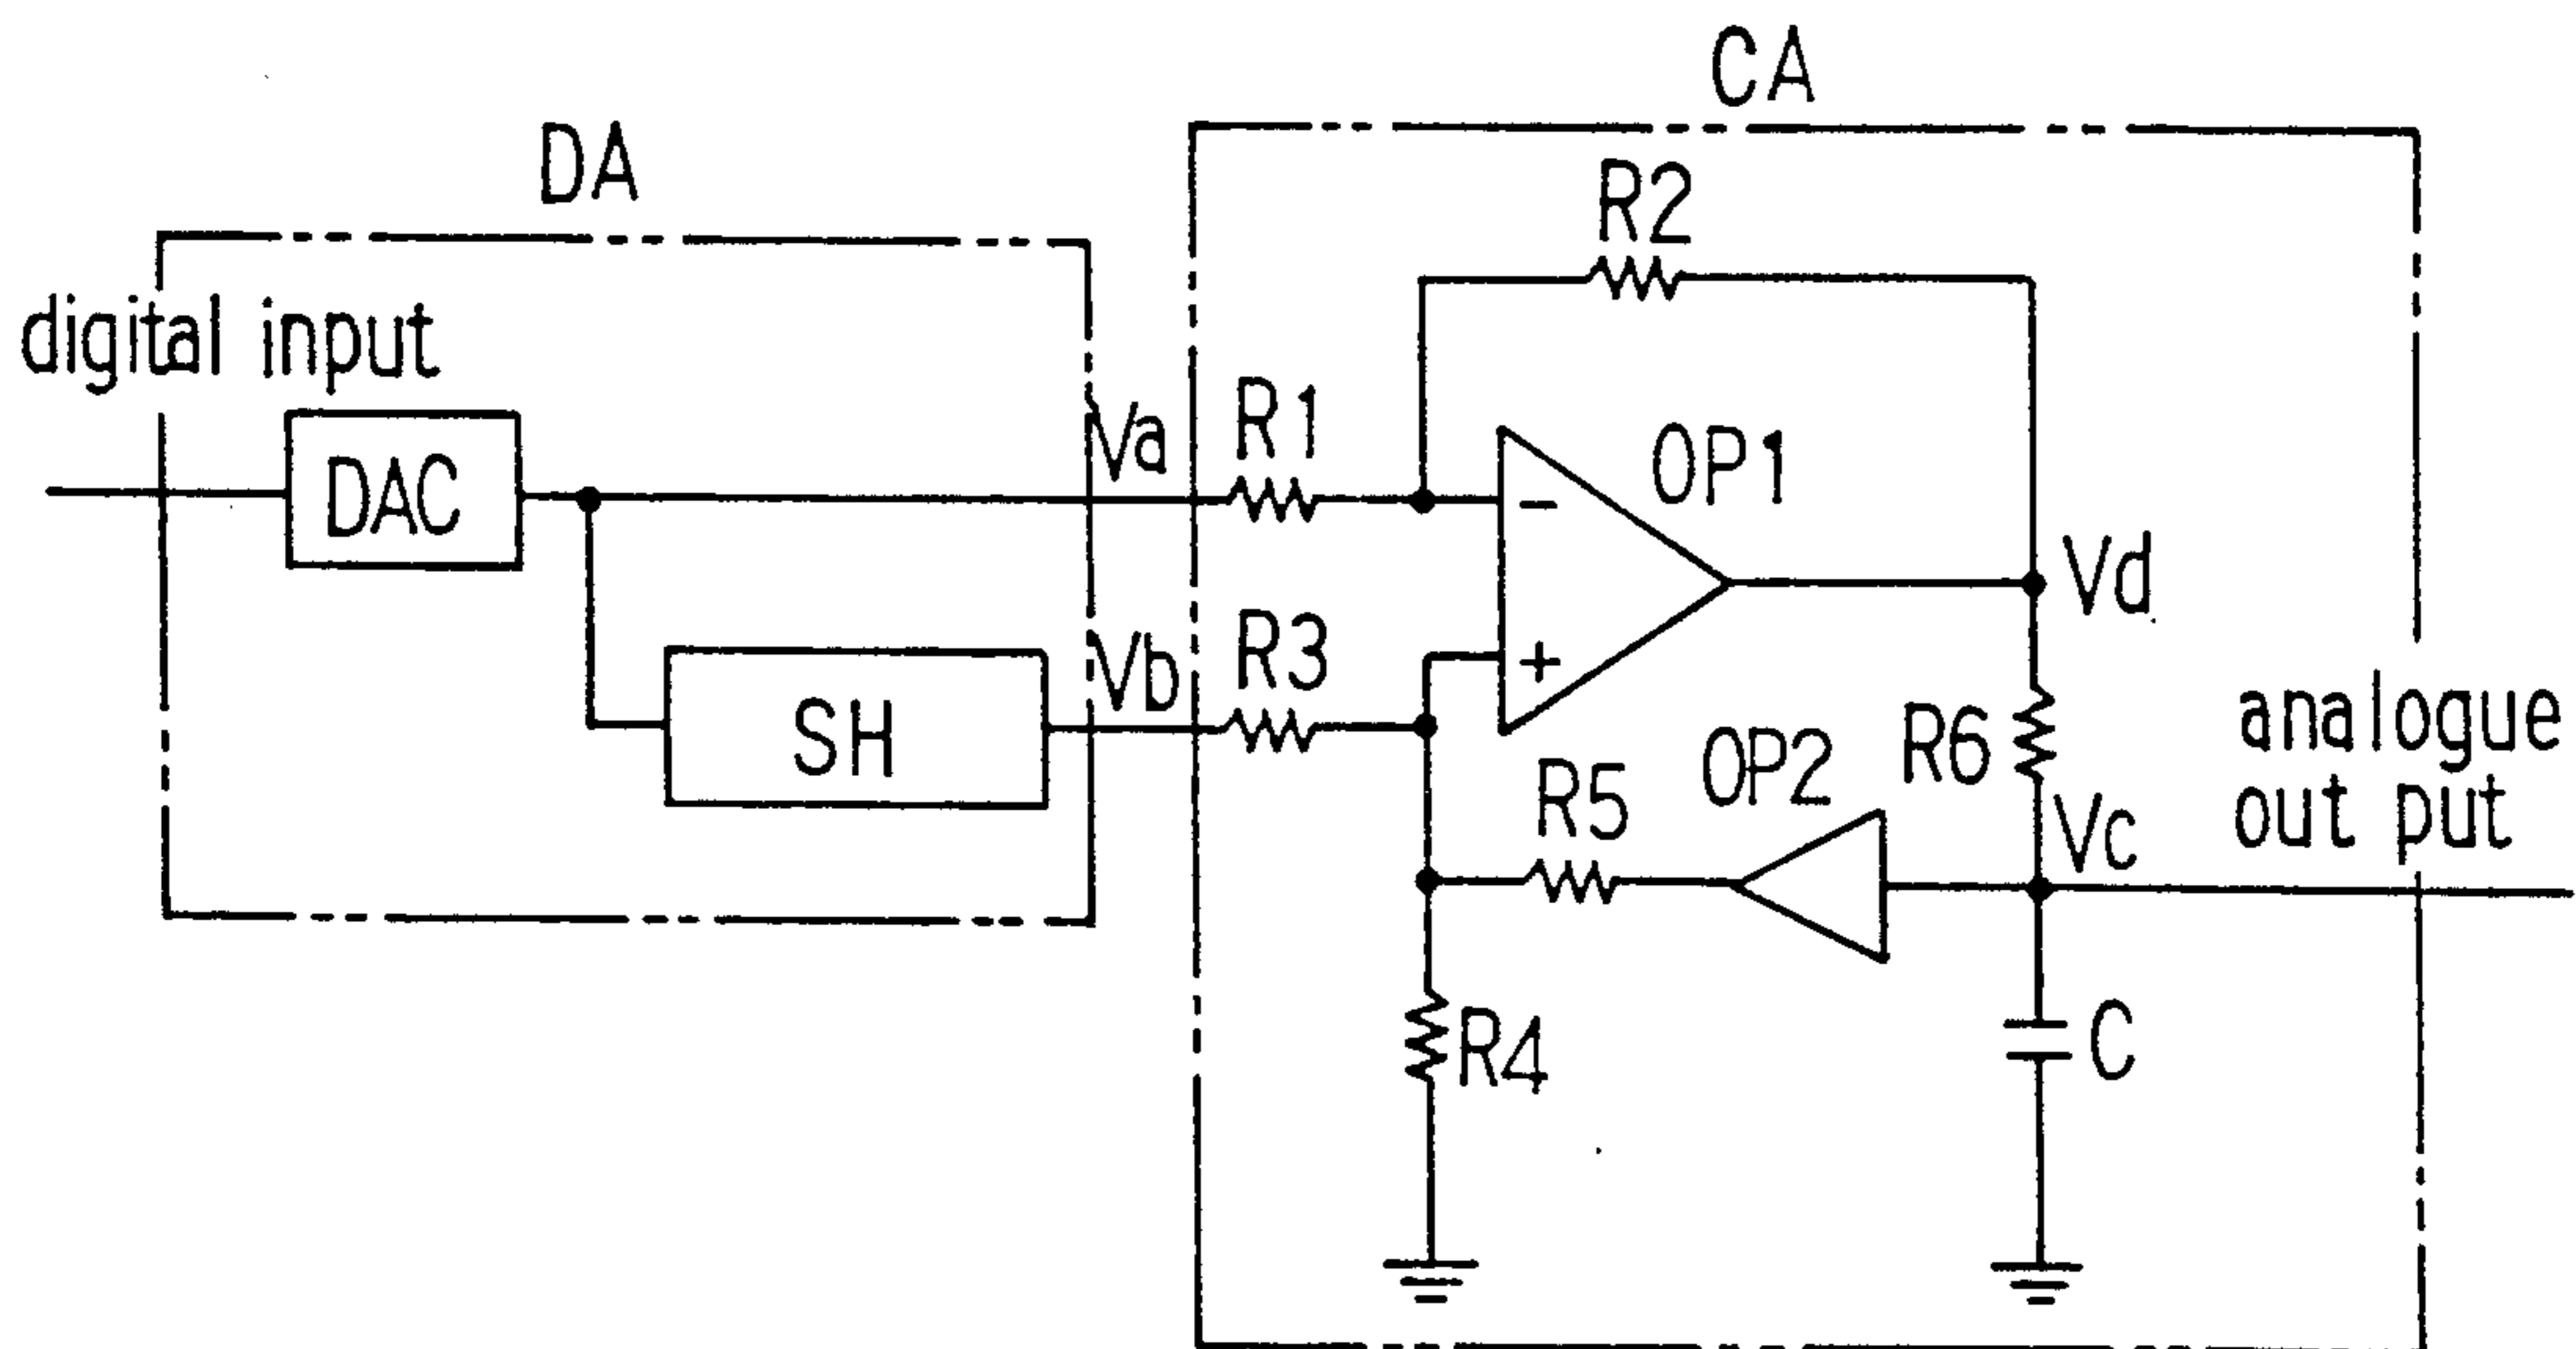 CA
DA
R2
digital input
Va
R1
OP1
DAC
-
Vd
Vb
R3
+
SH
R5
OP2
R6
analogue
out put
Vc
R4
C